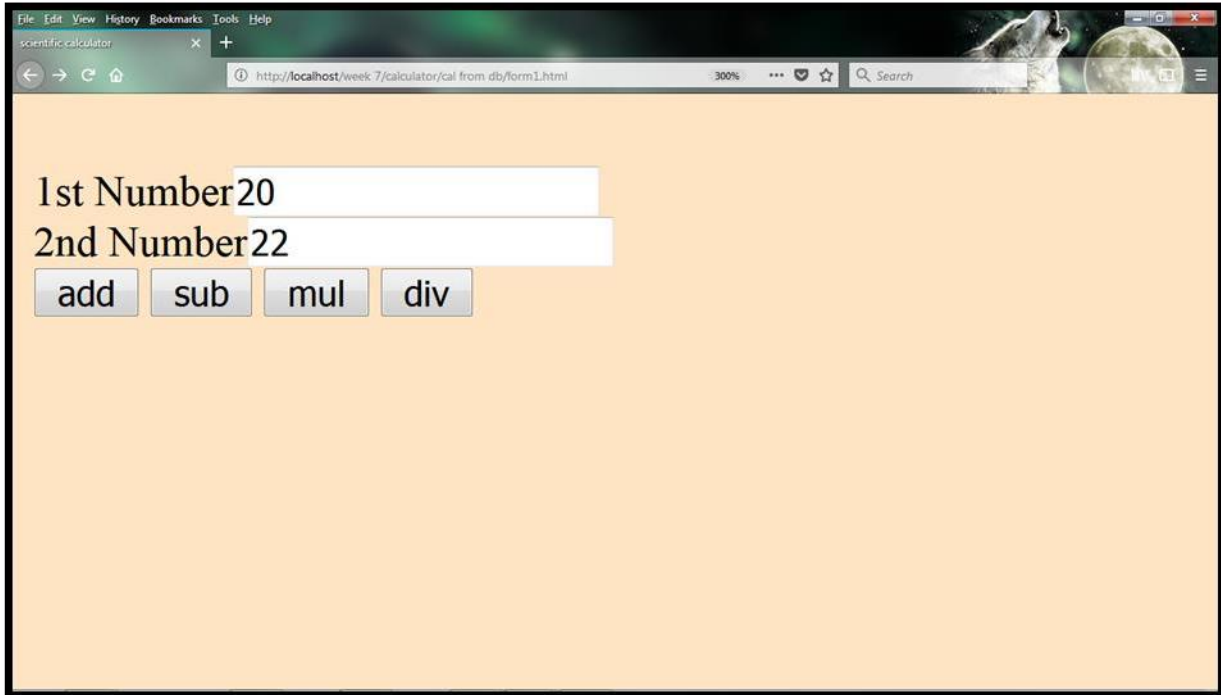 File Edit View History Bookmarks Tools Help
scientific calculator
http://localhost/week 7/calculator/cal from db/form1.html 300% Search
1st Number 20
2nd Number 22
add sub mul div